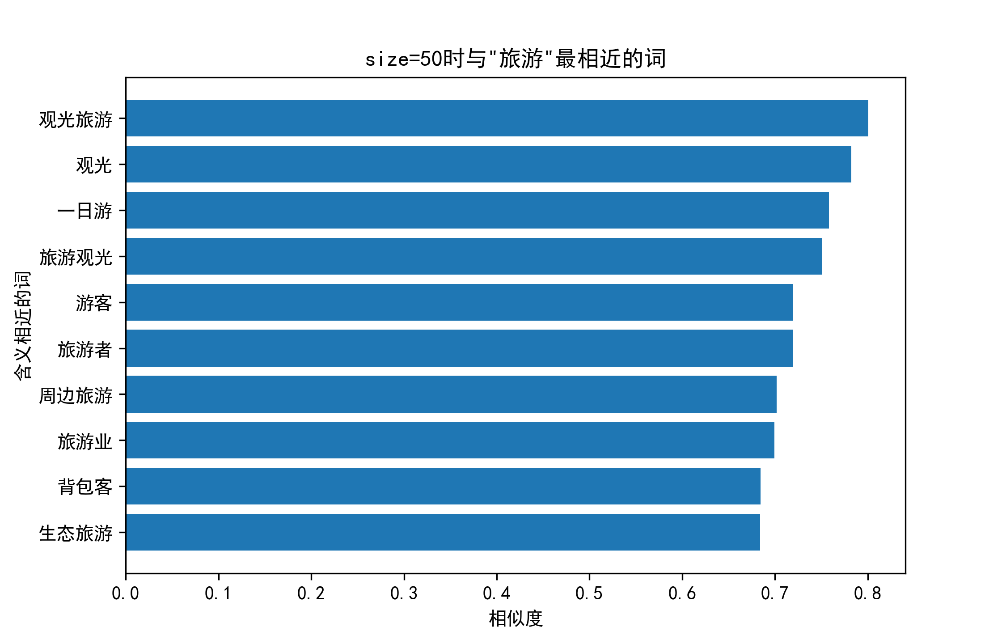 size=50时与"旅游"最相近的词
含义相近的词
观光旅游
观光
一日游
旅游观光
游客
旅游者
周边旅游
旅游业
背包客
生态旅游
0.0 0.1 0.2 0.3 0.4 0.5 0.6 0.7 0.8
相似度